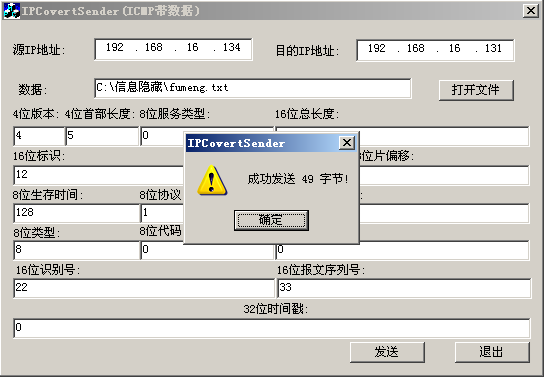 IPCovertSender(ICMP带数据)
源IP地址: 192 . 168 . 16 . 134 目的IP地址: 192 . 168 . 16 . 131
数据: C:\信息隐藏\fumeng.txt 打开文件
4位版本: 4位首部长度: 8位服务类型: 16位总长度:
4 5 0
IPCovertSender
成功发送 49 字节!
确定
16位标识: 位片偏移:
12
8位生存时间: 8位协议
128 1
8位类型: 8位代码
8 0 0
16位识别号: 16位报文序列号:
22 33
32位时间戳:
0
发送 退出